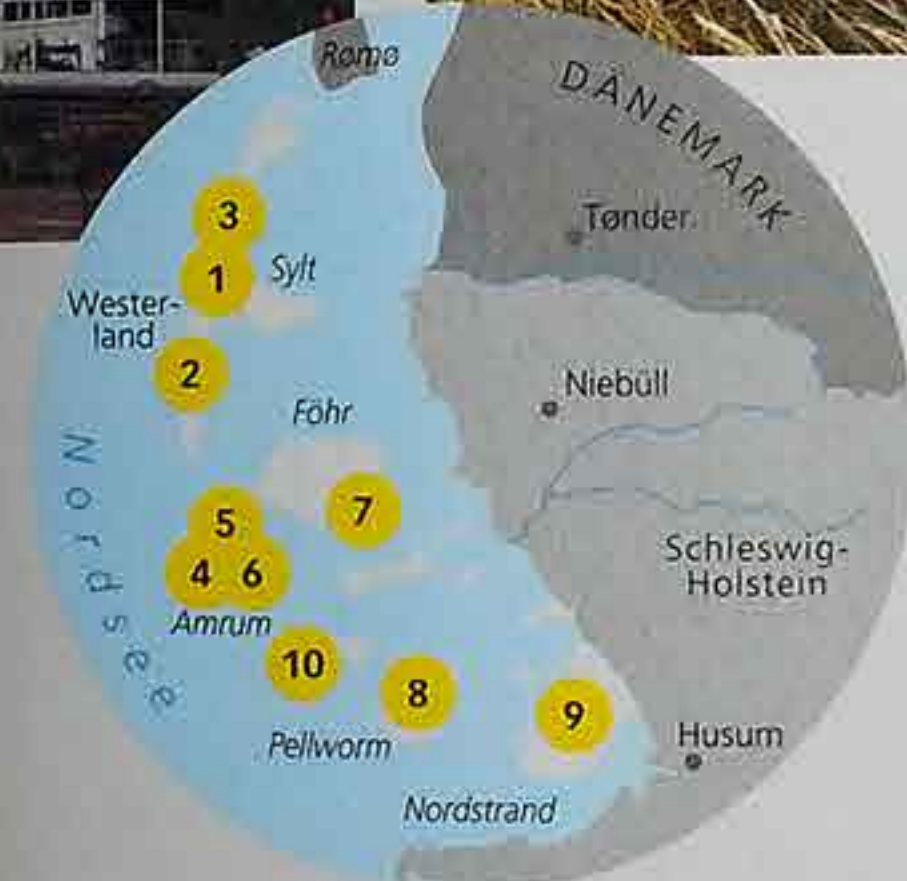 Rømø
DÄNEMARK
Tønder
3
1
Sylt
Wester-
land
2
Niebüll
Föhr
Nordsee
5
7
4
6
Schleswig-
Holstein
Amrum
10
8
9
Pellworm
Husum
Nordstrand